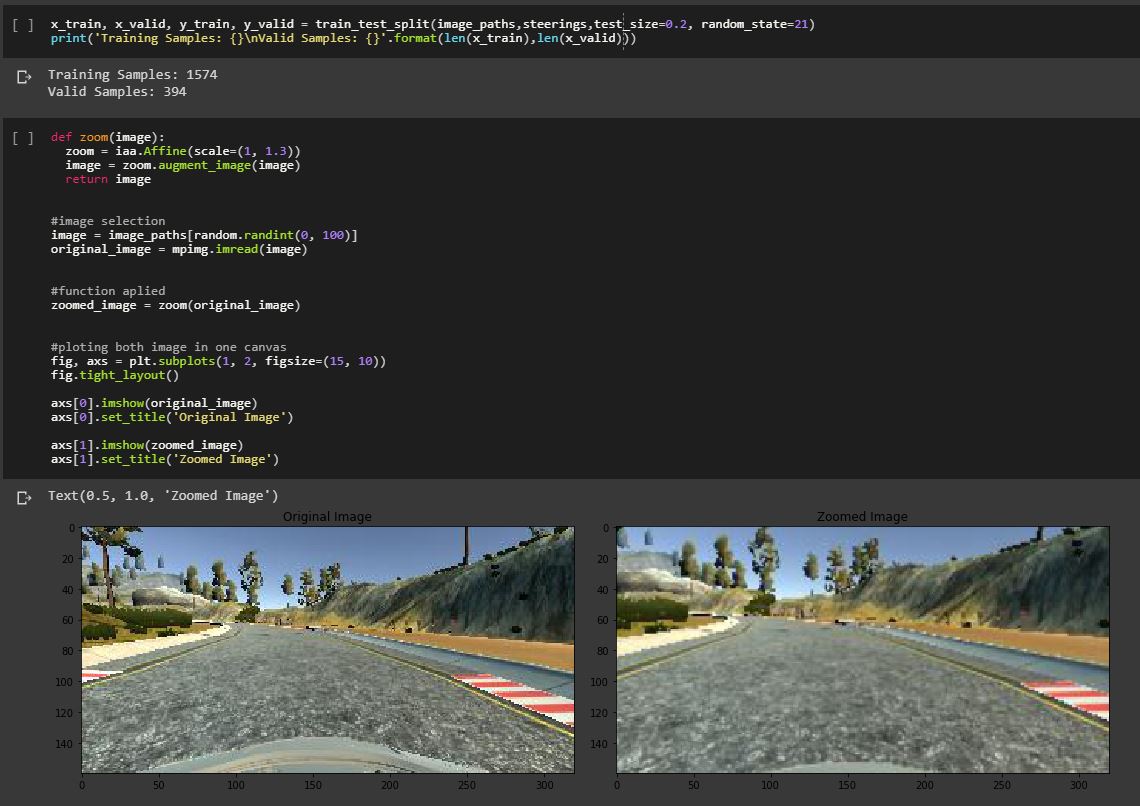 [ ] x_train, x_valid, y_train, y_valid = train_test_split(image_paths,steerings,test_size=0.2, random_state=21)
print('Training Samples: {}\nValid Samples: {}'.format(len(x_train),len(x_valid)))
Training Samples: 1574
Valid Samples: 394
[ ] def zoom(image):
zoom = iaa.Affine(scale=(1, 1.3))
image = zoom.augment_image(image)
return image
#image selection
image = image_paths[random.randint(0, 100)]
original_image = mpimg.imread(image)
#function aplied
zoomed_image = zoom(original_image)
#ploting both image in one canvas
fig, axs = plt.subplots(1, 2, figsize=(15, 10))
fig.tight_layout()
axs[0].imshow(original_image)
axs[0].set_title('Original Image')
axs[1].imshow(zoomed_image)
axs[1].set_title('Zoomed Image')
Text(0.5, 1.0, 'Zoomed Image')
Original Image
0
20
40
60
80
100
120
140
0 50 100 150 200 250 300
Zoomed Image
0
20
40
60
80
100
120
140
0 50 100 150 200 250 300